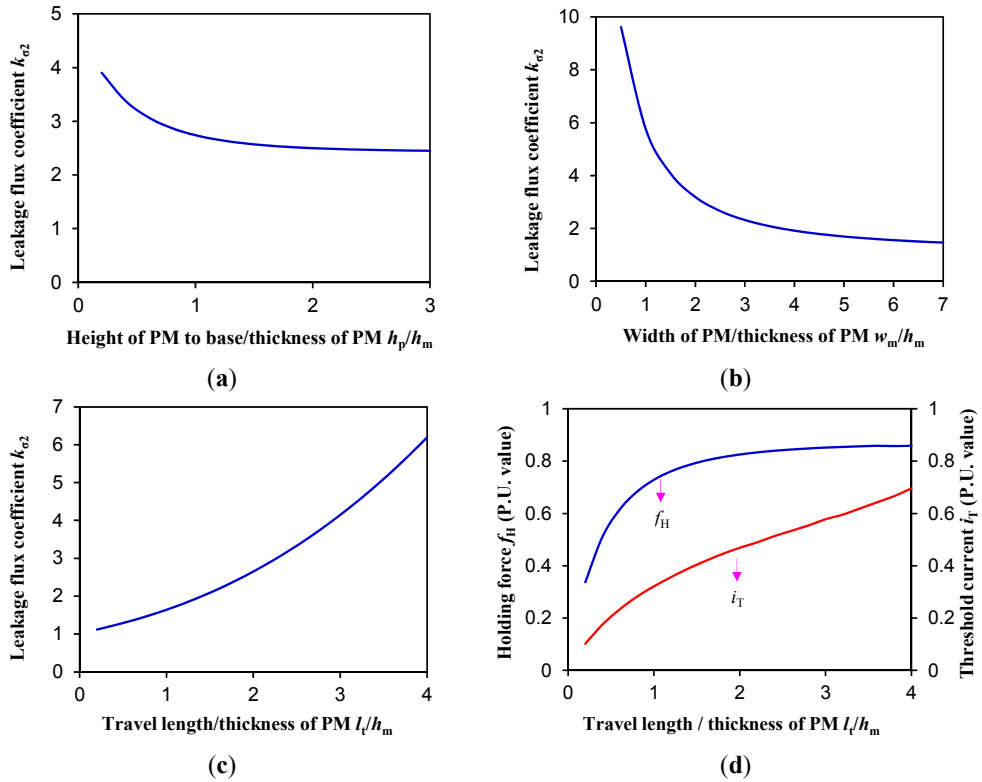 5
4
3
2
1
0
0 1 2 3
Leakage flux coefficient kσ2
Height of PM to base/thickness of PM hp/hm
(a)
10
8
6
4
2
0
0 1 2 3 4 5 6 7
Leakage flux coefficient kσ2
Width of PM/thickness of PM wm/hm
(b)
7
6
5
4
3
2
1
0
0 1 2 3 4
Leakage flux coefficient kσ2
Travel length/thickness of PM lt/hm
(c)
1 1
0.8 0.8
0.6 0.6
0.4 0.4
0.2 0.2
0 0
0 1 2 3 4
Holding force fH (P.U. value)
Threshold current iT (P.U. value)
fH
iT
Travel length / thickness of PM lt/hm
(d)